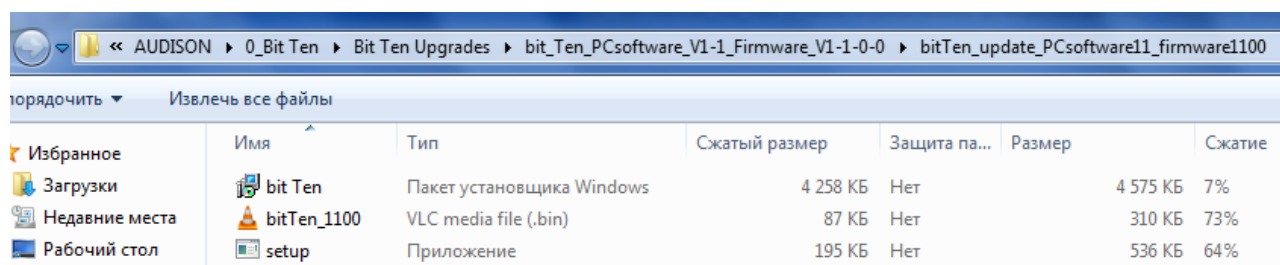 « AUDISON ▸ 0_Bit Ten ▸ Bit Ten Upgrades ▸ bit_Ten_PCsoftware_V1-1_Firmware_V1-1-0-0 ▸ bitTen_update_PCsoftware11_firmware1100
порядочить ▾ Извлечь все файлы
Избранное
Загрузки
Недавние места
Рабочий стол
Имя Тип Сжатый размер Защита па... Размер Сжатие
bit Ten Пакет установщика Windows 4 258 КБ Нет 4 575 КБ 7%
bitTen_1100 VLC media file (.bin) 87 КБ Нет 310 КБ 73%
setup Приложение 195 КБ Нет 536 КБ 64%